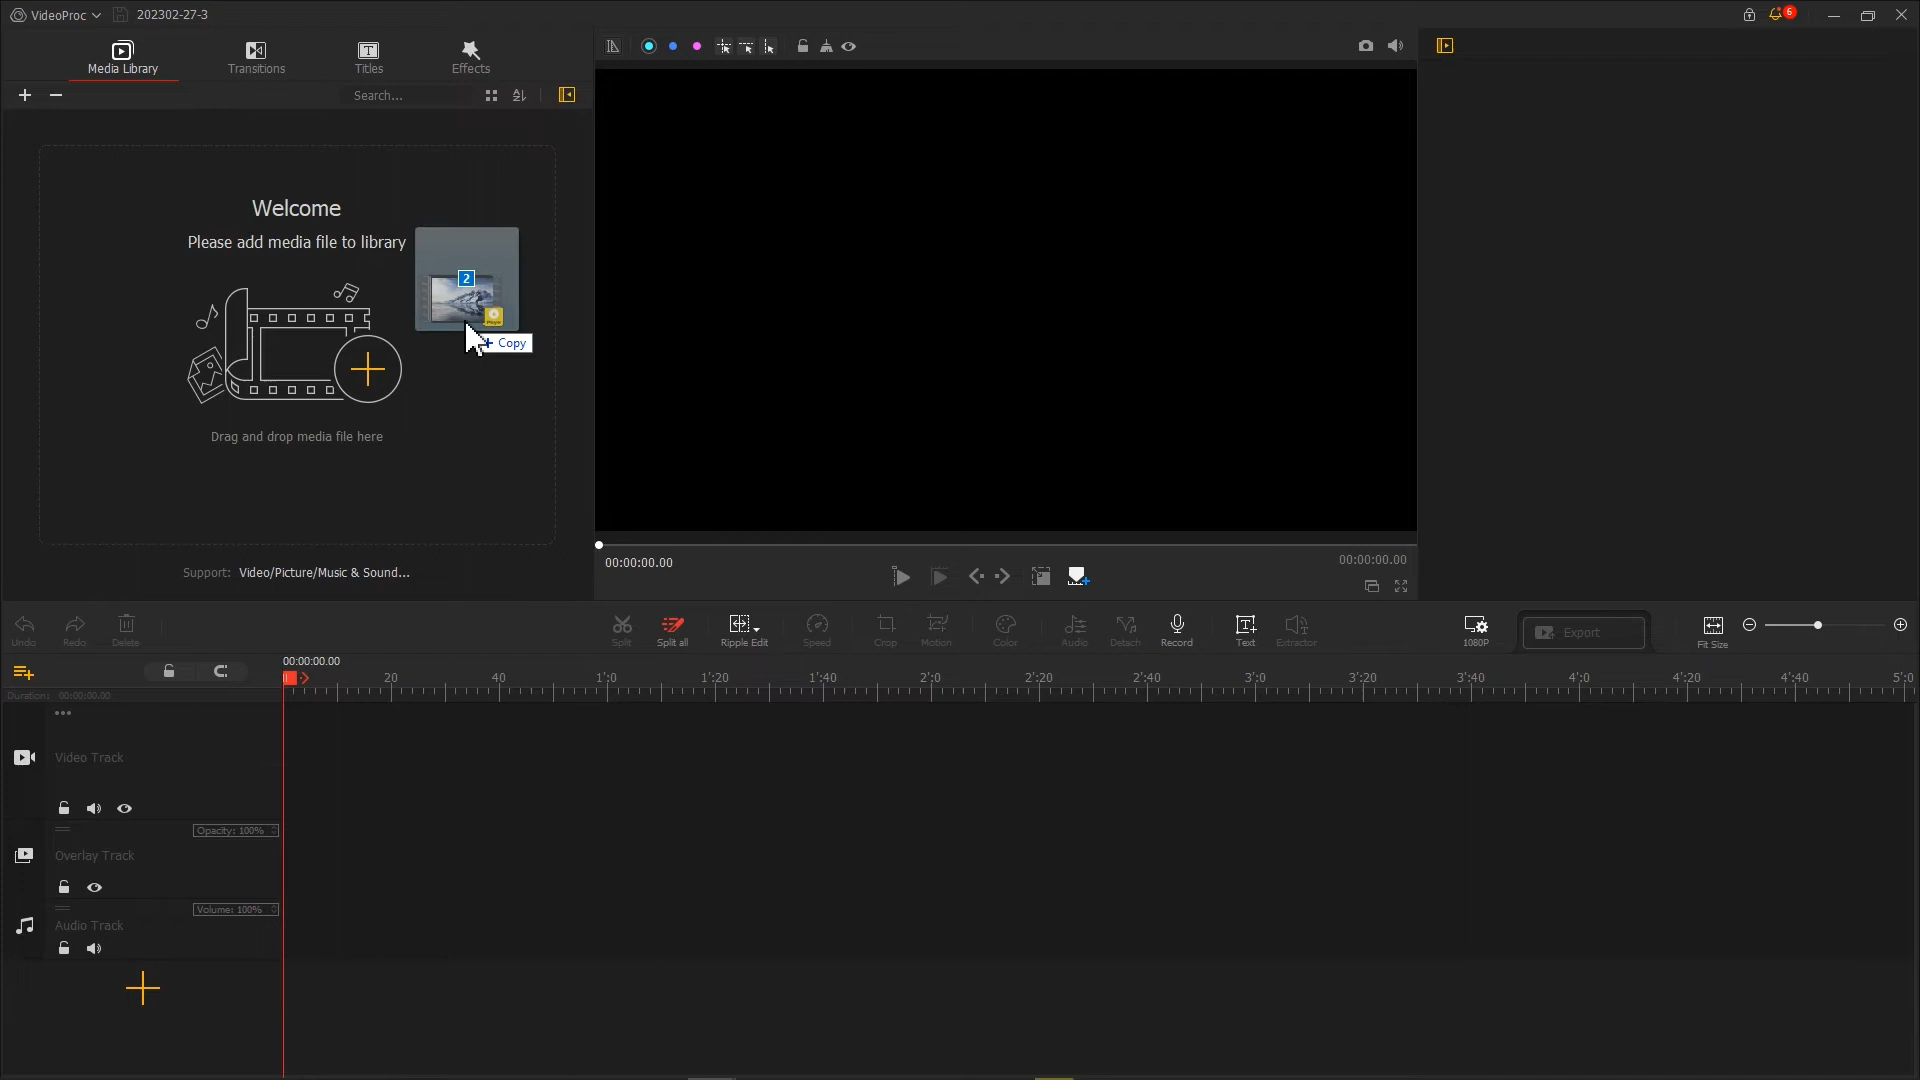 VideoProc
202302-27-3
6
Media Library
Transitions
Titles
Effects
Search...
Welcome
Please add media file to library
2
Copy
Drag and drop media file here
Support: Video/Picture/Music & Sound...
00:00:00.00
00:00:00.00
Undo
Redo
Delete
Split
Split all
Ripple Edit
Speed
Crop
Motion
Color
Audio
Detach
Record
Text
Extractor
1080P
Export
Fit Size
00:00:00.00
20
40
1':0
1':20
1':40
2':0
2':20
2':40
3':0
3':20
3':40
4':0
4':20
4':40
5':0
Duration: 00:00:00.00
Video Track
Opacity: 100%
Overlay Track
Volume: 100%
Audio Track